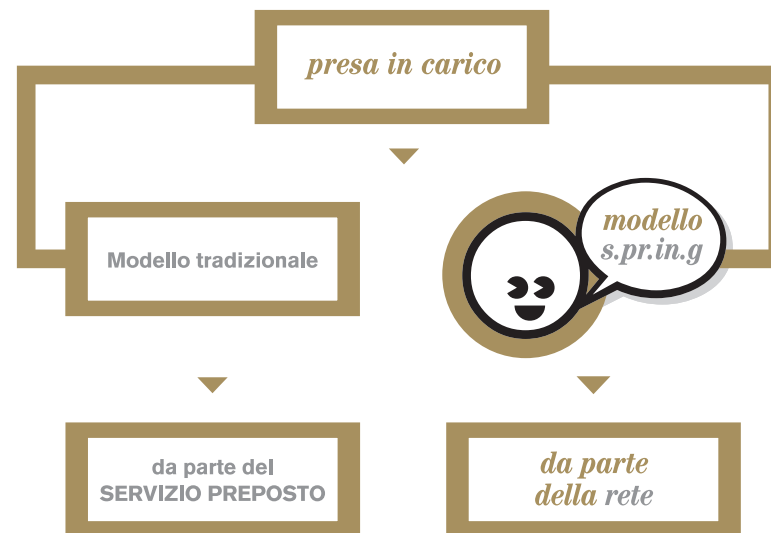 presa in carico
Modello tradizionale
modello
s.pr.in.g
da parte del
SERVIZIO PREPOSTO
da parte
della rete